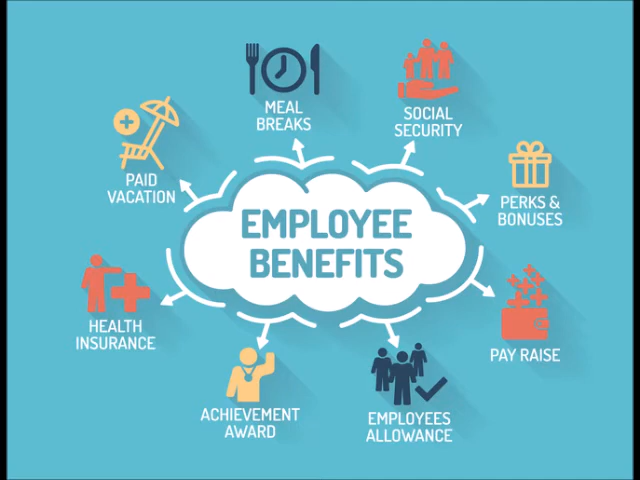 MEAL
BREAKS
SOCIAL
SECURITY
PAID
VACATION
PERKS &
BONUSES
EMPLOYEE
BENEFITS
HEALTH
INSURANCE
PAY RAISE
ACHIEVEMENT
AWARD
EMPLOYEES
ALLOWANCE